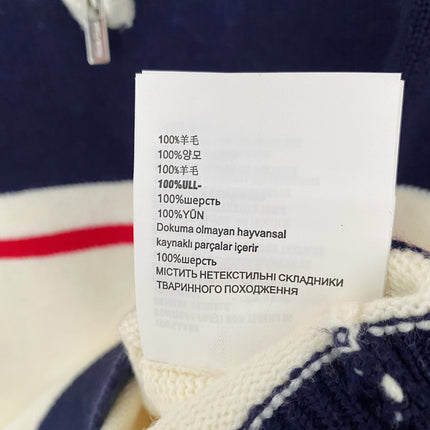 100%羊毛
100%양모
100%羊毛
100%ULL-
100%шерсть
100%YÜN
Dokuma olmayan hayvansal
kaynaklı parçalar içerir
100%шерсть
МІСТИТЬ НЕТЕКСТИЛЬНІ СКЛАДНИКИ
ТВАРИННОГО ПОХОДЖЕННЯ